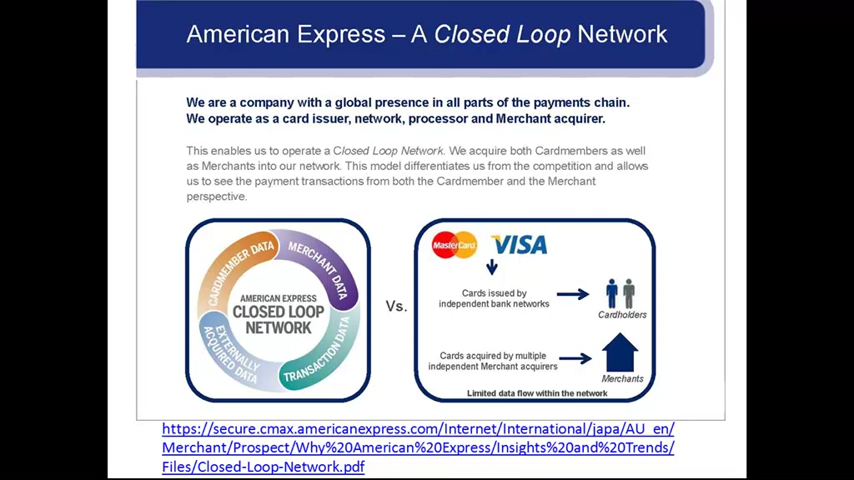 American Express – A Closed Loop Network
We are a company with a global presence in all parts of the payments chain.
We operate as a card issuer, network, processor and Merchant acquirer.
This enables us to operate a Closed Loop Network. We acquire both Cardmembers as well
as Merchants into our network. This model differentiates us from the competition and allows
us to see the payment transactions from both the Cardmember and the Merchant
perspective.
CARDMEMBER DATA
MERCHANT DATA
TRANSACTION DATA
EXTERNALLY
ACQUIRED DATA
AMERICAN EXPRESS
CLOSED LOOP
NETWORK
Vs.
MasterCard
VISA
Cards issued by
independent bank networks
Cardholders
Cards acquired by multiple
independent Merchant acquirers
Merchants
Limited data flow within the network
https://secure.cmax.americanexpress.com/Internet/International/japa/AU_en/
Merchant/Prospect/Why%20American%20Express/Insights%20and%20Trends/
Files/Closed-Loop-Network.pdf